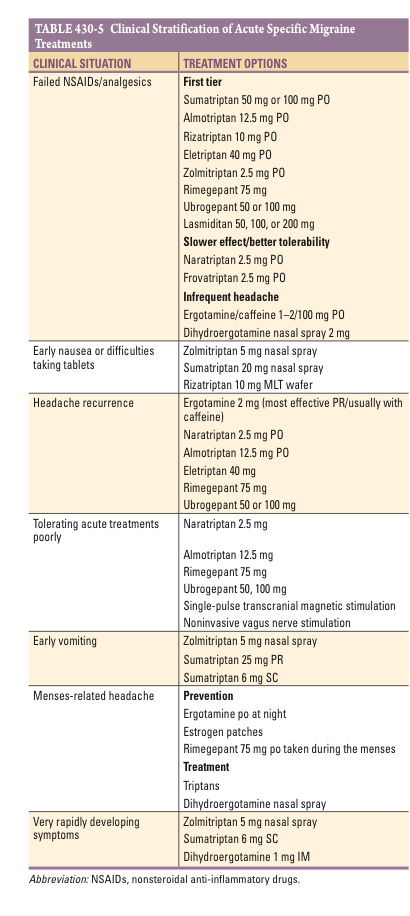 TABLE 430-5 Clinical Stratification of Acute Specific Migraine
Treatments
CLINICAL SITUATION TREATMENT OPTIONS
Failed NSAIDs/analgesics First tier
Sumatriptan 50 mg or 100 mg PO
Almotriptan 12.5 mg PO
Rizatriptan 10 mg PO
Eletriptan 40 mg PO
Zolmitriptan 2.5 mg PO
Rimegepant 75 mg
Ubrogepant 50 or 100 mg
Lasmiditan 50, 100, or 200 mg
Slower effect/better tolerability
Naratriptan 2.5 mg PO
Frovatriptan 2.5 mg PO
Infrequent headache
Ergotamine/caffeine 1–2/100 mg PO
Dihydroergotamine nasal spray 2 mg
Early nausea or difficulties Zolmitriptan 5 mg nasal spray
taking tablets Sumatriptan 20 mg nasal spray
Rizatriptan 10 mg MLT wafer
Headache recurrence Ergotamine 2 mg (most effective PR/usually with
caffeine)
Naratriptan 2.5 mg PO
Almotriptan 12.5 mg PO
Eletriptan 40 mg
Rimegepant 75 mg
Ubrogepant 50 or 100 mg
Tolerating acute treatments Naratriptan 2.5 mg
poorly
Almotriptan 12.5 mg
Rimegepant 75 mg
Ubrogepant 50, 100 mg
Single-pulse transcranial magnetic stimulation
Noninvasive vagus nerve stimulation
Early vomiting Zolmitriptan 5 mg nasal spray
Sumatriptan 25 mg PR
Sumatriptan 6 mg SC
Menses-related headache Prevention
Ergotamine po at night
Estrogen patches
Rimegepant 75 mg po taken during the menses
Treatment
Triptans
Dihydroergotamine nasal spray
Very rapidly developing Zolmitriptan 5 mg nasal spray
symptoms Sumatriptan 6 mg SC
Dihydroergotamine 1 mg IM
Abbreviation: NSAIDs, nonsteroidal anti-inflammatory drugs.